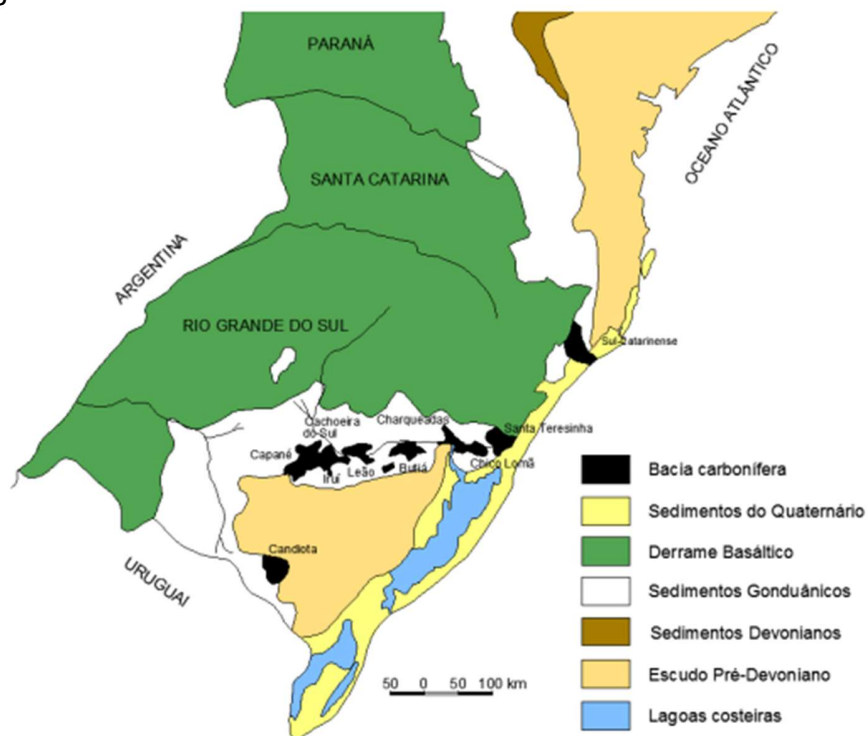 PARANÁ
OCEANO ATLÂNTICO
SANTA CATARINA
ARGENTINA
RIO GRANDE DO SUL
Sul-Catarinense
Cachoeira
do Sul
Charqueadas
Santa Teresinha
Capané
Iruí
Leão
Butiá
Chico Lomã
Candiota
URUGUAI
50 0 50 100 km
Bacia carbonífera
Sedimentos do Quaternário
Derrame Basáltico
Sedimentos Gonduânicos
Sedimentos Devonianos
Escudo Pré-Devoniano
Lagoas costeiras